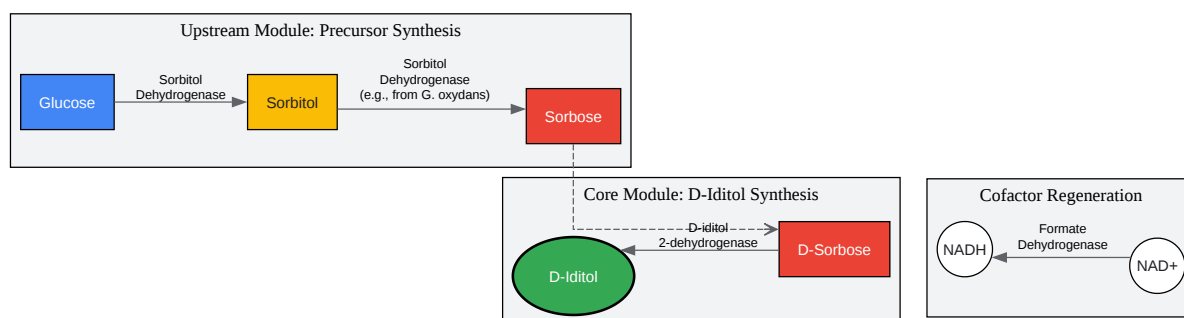 Upstream Module: Precursor Synthesis
Glucose
Sorbitol
Dehydrogenase
Sorbitol
Sorbitol
Dehydrogenase
(e.g., from G. oxydans)
Sorbose
Core Module: D-Iditol Synthesis
D-Iditol
D-iditol
2-dehydrogenase
D-Sorbose
Cofactor Regeneration
NADH
Formate
Dehydrogenase
NAD+